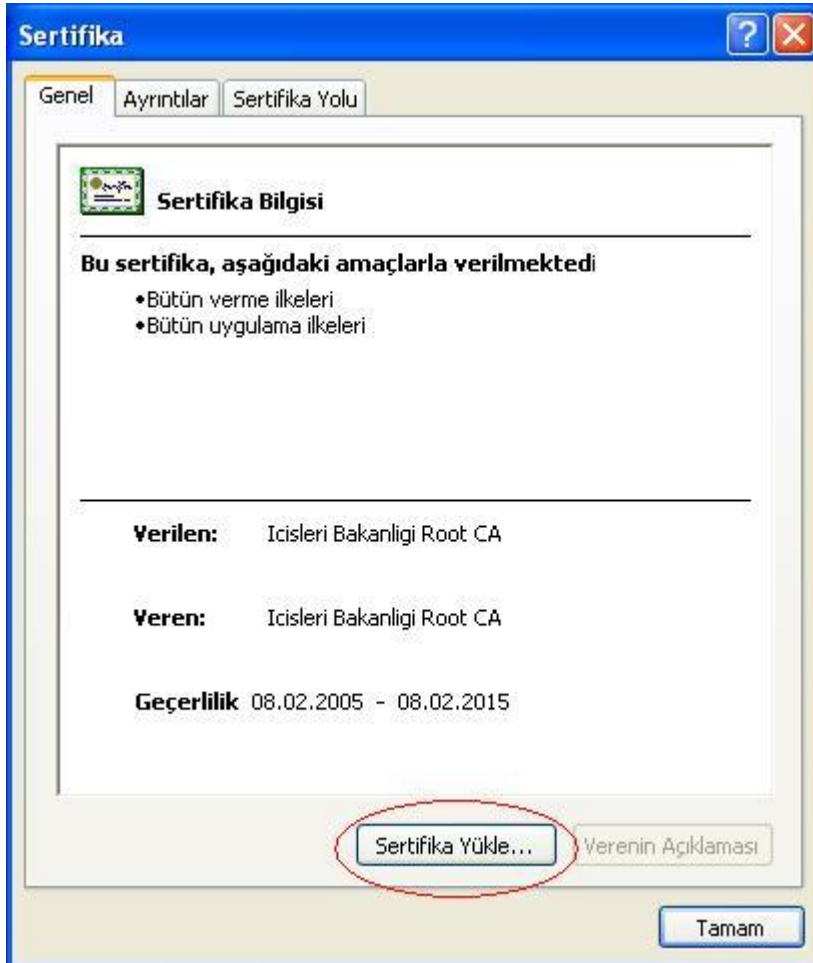 Sertifika
Genel Ayrıntılar Sertifika Yolu
Sertifika Bilgisi
Bu sertifika, aşağıdaki amaçlarla verilmektedi
•Bütün verme ilkeleri
•Bütün uygulama ilkeleri
Verilen: Icisleri Bakanligi Root CA
Veren: Icisleri Bakanligi Root CA
Geçerlilik 08.02.2005 - 08.02.2015
Sertifika Yükle... Verenin Açıklaması
Tamam